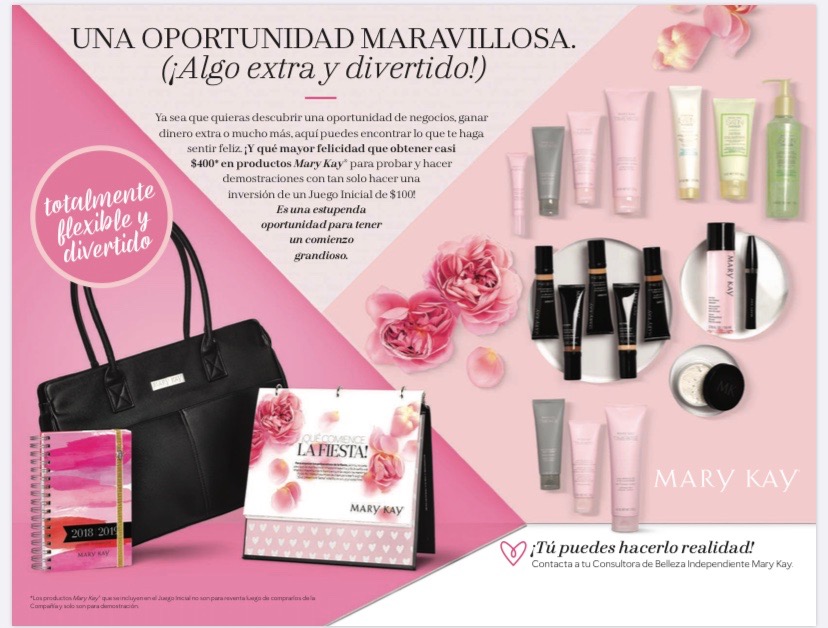 UNA OPORTUNIDAD MARAVILLOSA.
(¡Algo extra y divertido!)
Ya sea que quieras descubrir una oportunidad de negocios, ganar
dinero extra o mucho más, aquí puedes encontrar lo que te haga
sentir feliz. ¡Y qué mayor felicidad que obtener casi
$400* en productos Mary Kay® para probar y hacer
demostraciones con tan solo hacer una
inversión de un Juego Inicial de $100!
Es una estupenda
oportunidad para tener
un comienzo
grandioso.
totalmente
flexible y
divertido
MARY KAY
¡QUÉ COMIENCE
LA FIESTA!
MARY KAY
2018-2019
MARY KAY
MARY KAY
MARY KAY
¡Tú puedes hacerlo realidad!
Contacta a tu Consultora de Belleza Independiente Mary Kay.
*Los productos Mary Kay® que se incluyen en el Juego Inicial no son para reventa luego de comprarlos de la
Compañía y solo son para demostración.